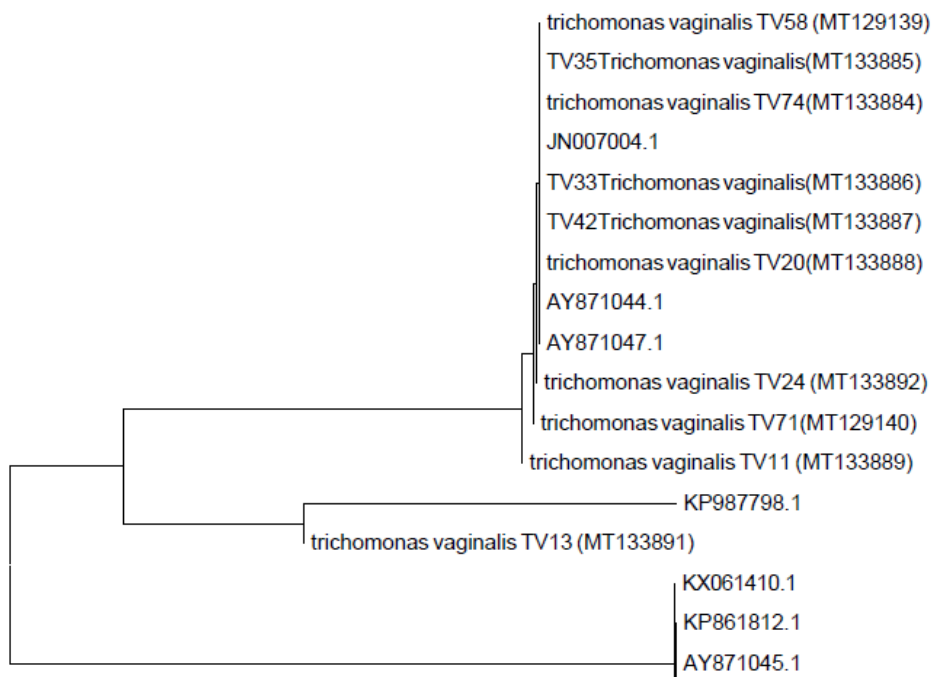 trichomonas vaginalis TV58 (MT129139)
TV35Trichomonas vaginalis(MT133885)
trichomonas vaginalis TV74(MT133884)
JN007004.1
TV33Trichomonas vaginalis(MT133886)
TV42Trichomonas vaginalis(MT133887)
trichomonas vaginalis TV20(MT133888)
AY871044.1
AY871047.1
trichomonas vaginalis TV24 (MT133892)
trichomonas vaginalis TV71(MT129140)
trichomonas vaginalis TV11 (MT133889)
KP987798.1
trichomonas vaginalis TV13 (MT133891)
KX061410.1
KP861812.1
AY871045.1